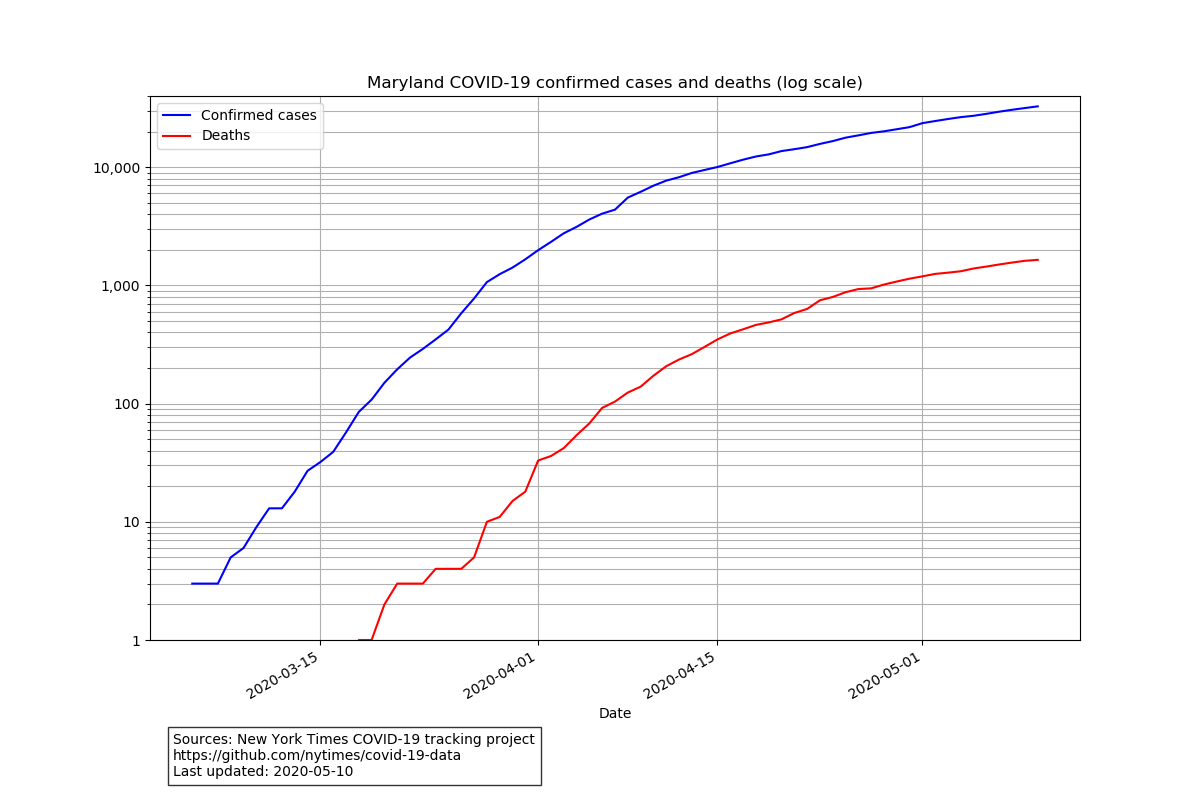 Maryland COVID-19 confirmed cases and deaths (log scale)
Confirmed cases
Deaths
10,000
1,000
100
10
1
2020-03-15
2020-04-01
2020-04-15
2020-05-01
Date
Sources: New York Times COVID-19 tracking project
https://github.com/nytimes/covid-19-data
Last updated: 2020-05-10